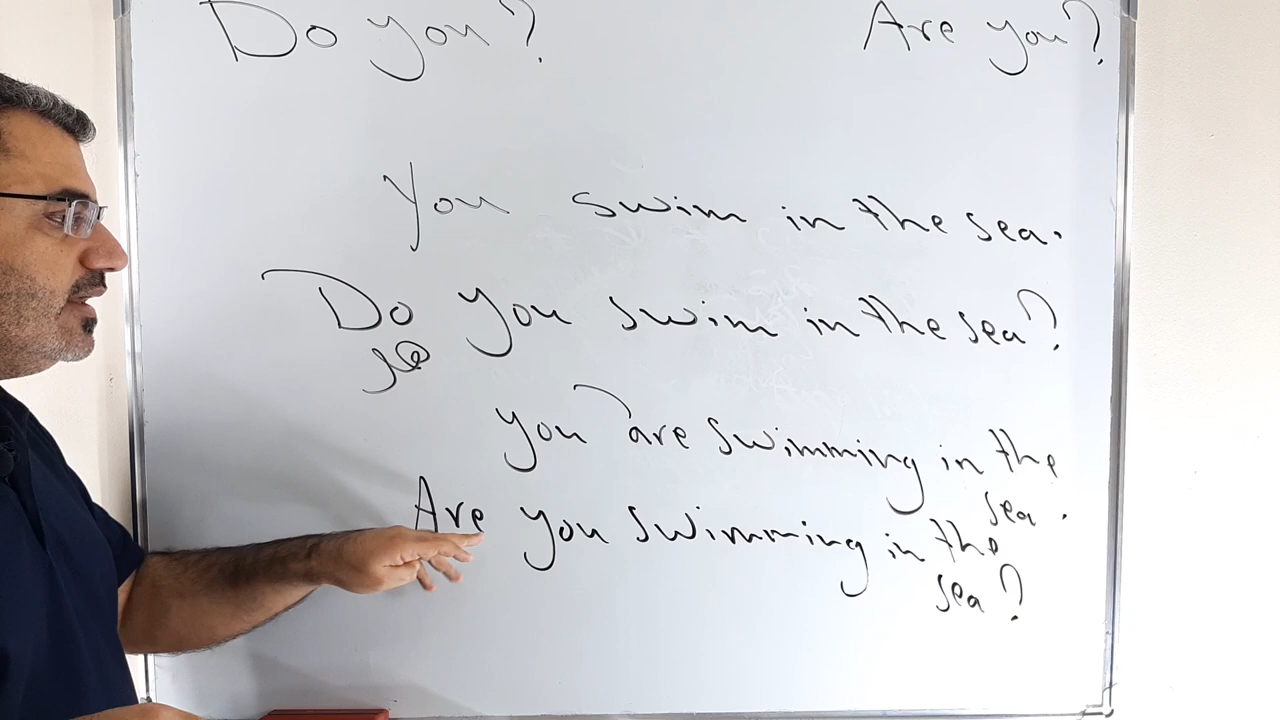 Do you?
Are you?
You swim in the sea.
Do you swim in the sea?
هل
you are swimming in the
sea.
Are you swimming in the
sea?